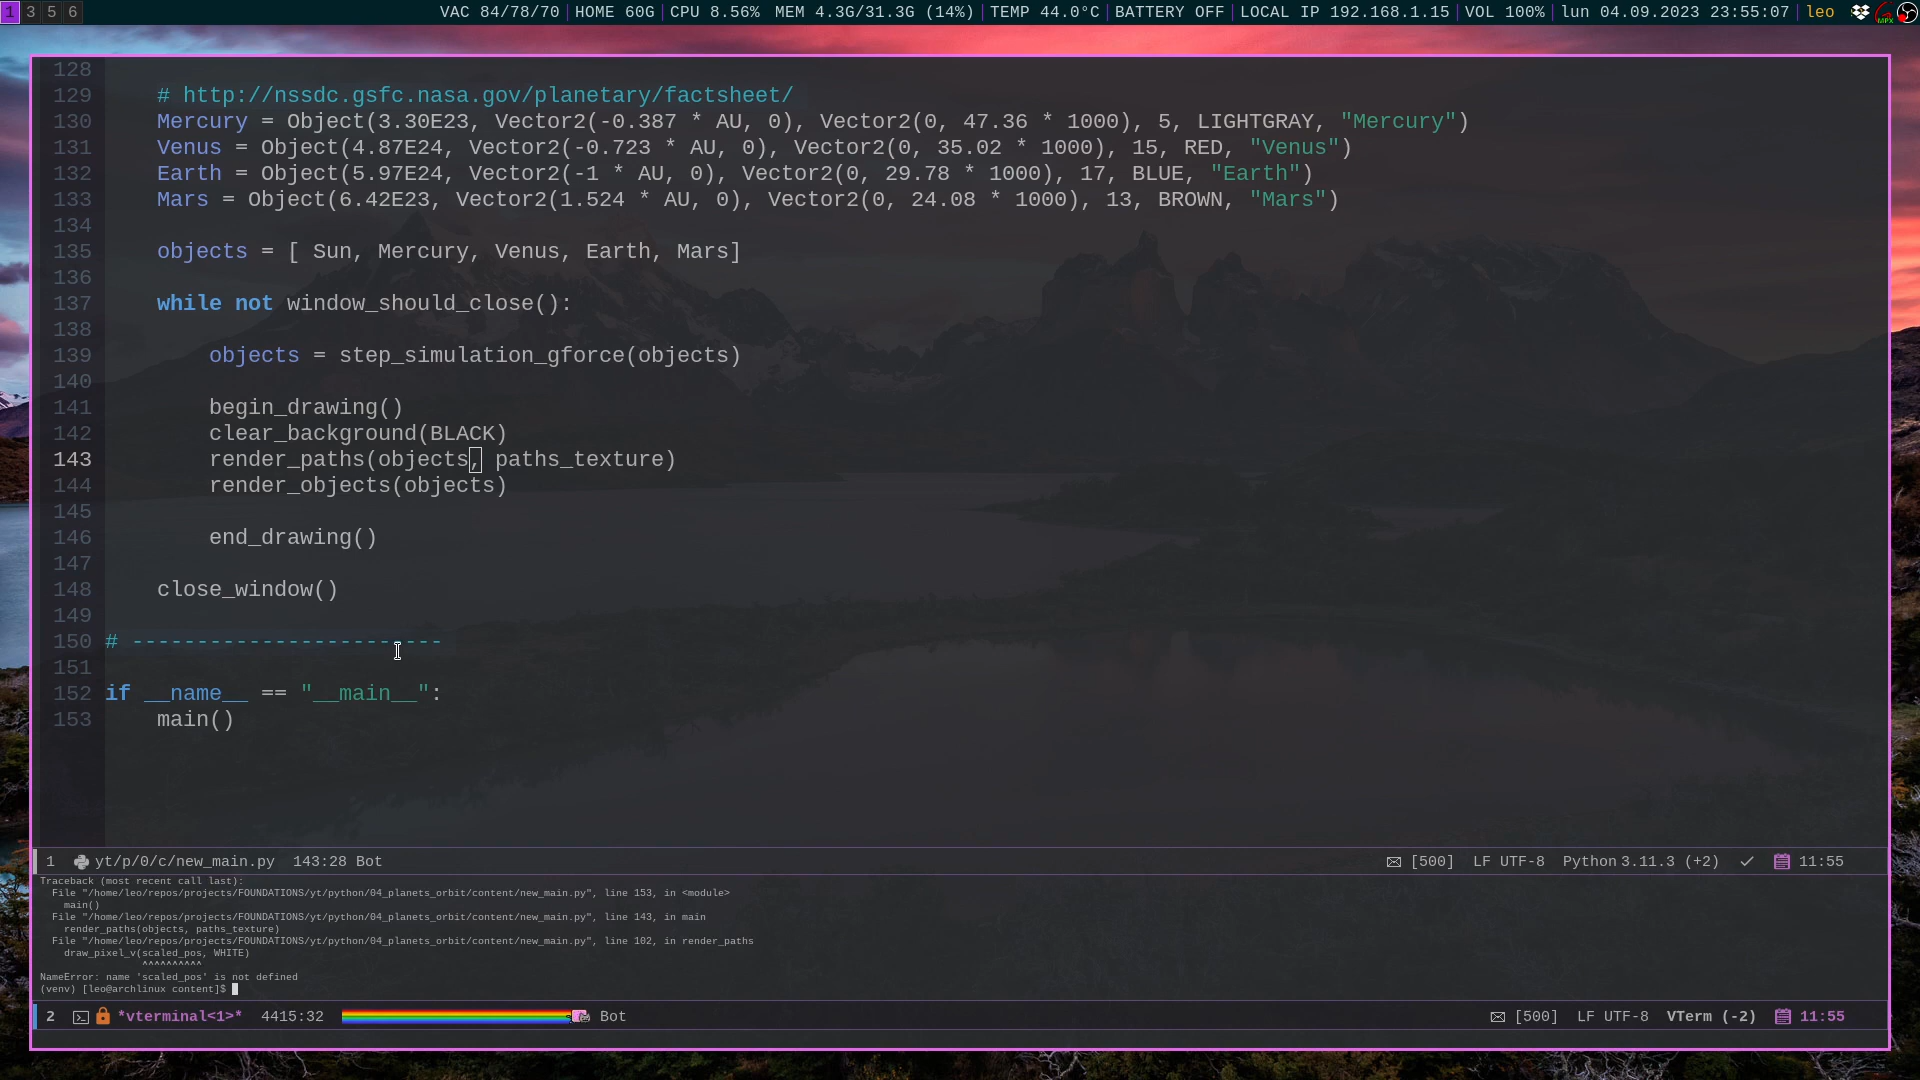 1 3 5 6 VAC 84/78/70 HOME 60G CPU 8.56% MEM 4.3G/31.3G (14%) TEMP 44.0°C BATTERY OFF LOCAL IP 192.168.1.15 VOL 100% lun 04.09.2023 23:55:07 leo
128
129 # http://nssdc.gsfc.nasa.gov/planetary/factsheet/
130 Mercury = Object(3.30E23, Vector2(-0.387 * AU, 0), Vector2(0, 47.36 * 1000), 5, LIGHTGRAY, "Mercury")
131 Venus = Object(4.87E24, Vector2(-0.723 * AU, 0), Vector2(0, 35.02 * 1000), 15, RED, "Venus")
132 Earth = Object(5.97E24, Vector2(-1 * AU, 0), Vector2(0, 29.78 * 1000), 17, BLUE, "Earth")
133 Mars = Object(6.42E23, Vector2(1.524 * AU, 0), Vector2(0, 24.08 * 1000), 13, BROWN, "Mars")
134
135 objects = [ Sun, Mercury, Venus, Earth, Mars]
136
137 while not window_should_close():
138
139 objects = step_simulation_gforce(objects)
140
141 begin_drawing()
142 clear_background(BLACK)
143 render_paths(objects, paths_texture)
144 render_objects(objects)
145
146 end_drawing()
147
148 close_window()
149
150 # ------------------------
151
152 if __name__ == "__main__":
153 main()
1 yt/p/0/c/new_main.py 143:28 Bot [500] LF UTF-8 Python 3.11.3 (+2) 11:55
Traceback (most recent call last):
File "/home/leo/repos/projects/FOUNDATIONS/yt/python/04_planets_orbit/content/new_main.py", line 153, in <module>
main()
File "/home/leo/repos/projects/FOUNDATIONS/yt/python/04_planets_orbit/content/new_main.py", line 143, in main
render_paths(objects, paths_texture)
File "/home/leo/repos/projects/FOUNDATIONS/yt/python/04_planets_orbit/content/new_main.py", line 102, in render_paths
draw_pixel_v(scaled_pos, WHITE)
^^^^^^^^^^
NameError: name 'scaled_pos' is not defined
(venv) [leo@archlinux content]$
2 *vterminal<1>* 4415:32 Bot [500] LF UTF-8 VTerm (-2) 11:55